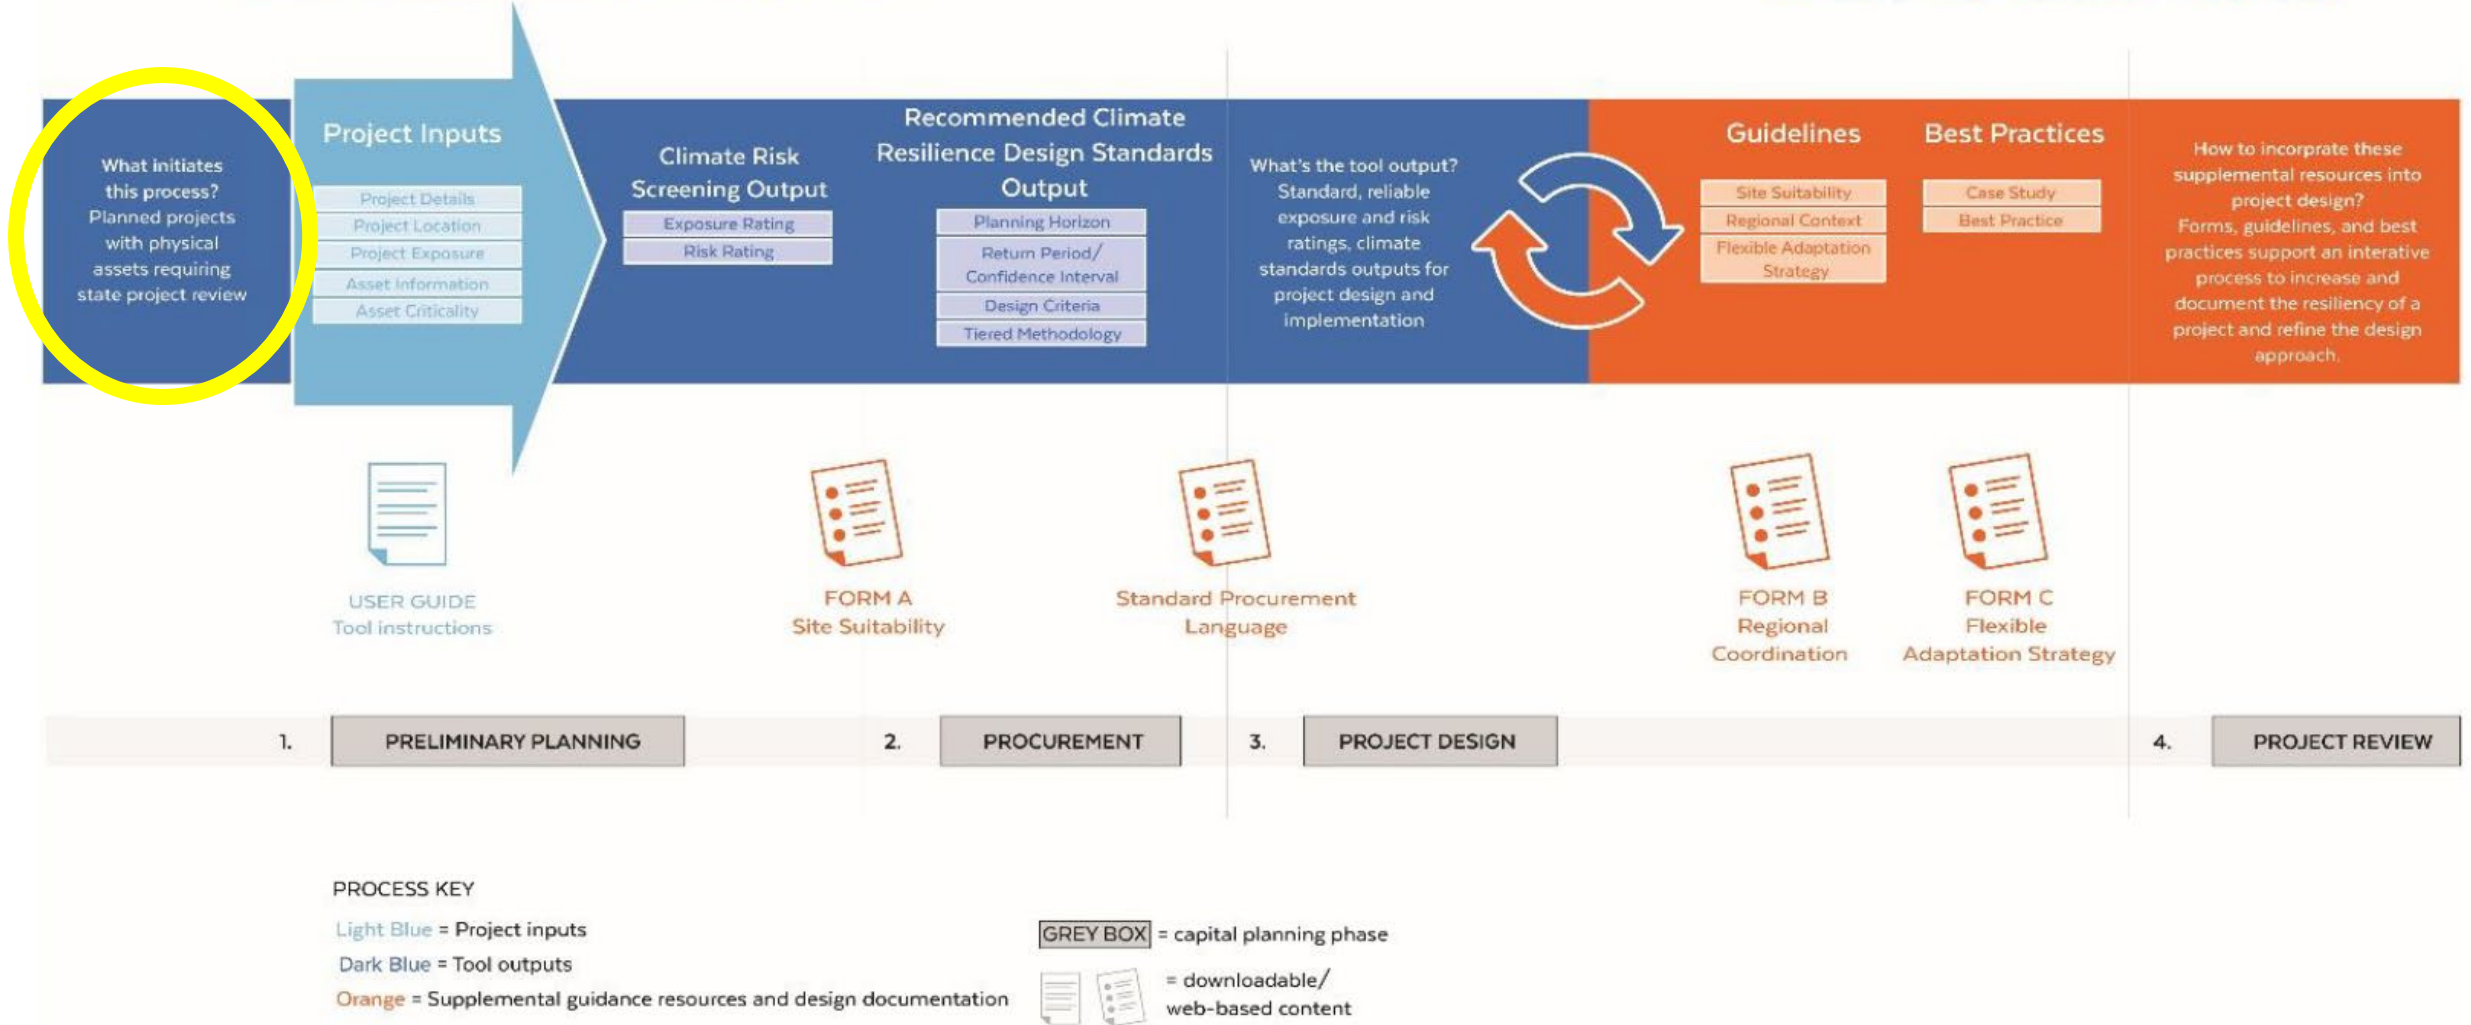 What initiates
this process?
Planned projects
with physical
assets requiring
state project review
Project Inputs
Project Details
Project Location
Project Exposure
Asset Information
Asset Criticality
Climate Risk
Screening Output
Exposure Rating
Risk Rating
Recommended Climate
Resilience Design Standards
Output
Planning Horizon
Return Period/
Confidence Interval
Design Criteria
Tiered Methodology
What's the tool output?
Standard, reliable
exposure and risk
ratings, climate
standards outputs for
project design and
implementation
Guidelines
Site Suitability
Regional Context
Flexible Adaptation
Strategy
Best Practices
Case Study
Best Practice
How to incorprate these
supplemental resources into
project design?
Forms, guidelines, and best
practices support an interative
process to increase and
document the resiliency of a
project and refine the design
approach.
USER GUIDE
Tool instructions
FORM A
Site Suitability
Standard Procurement
Language
FORM B
Regional
Coordination
FORM C
Flexible
Adaptation Strategy
1. PRELIMINARY PLANNING
2. PROCUREMENT
3. PROJECT DESIGN
4. PROJECT REVIEW
PROCESS KEY
Light Blue = Project inputs
Dark Blue = Tool outputs
Orange = Supplemental guidance resources and design documentation
GREY BOX = capital planning phase
= downloadable/
web-based content